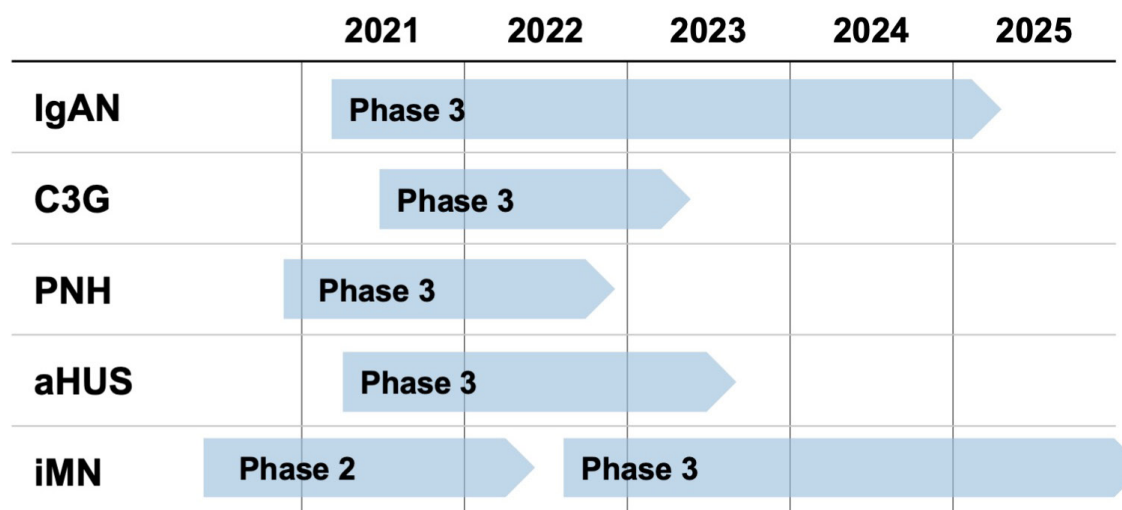 2021 2022 2023 2024 2025
IgAN Phase 3
C3G Phase 3
PNH Phase 3
aHUS Phase 3
iMN Phase 2 Phase 3